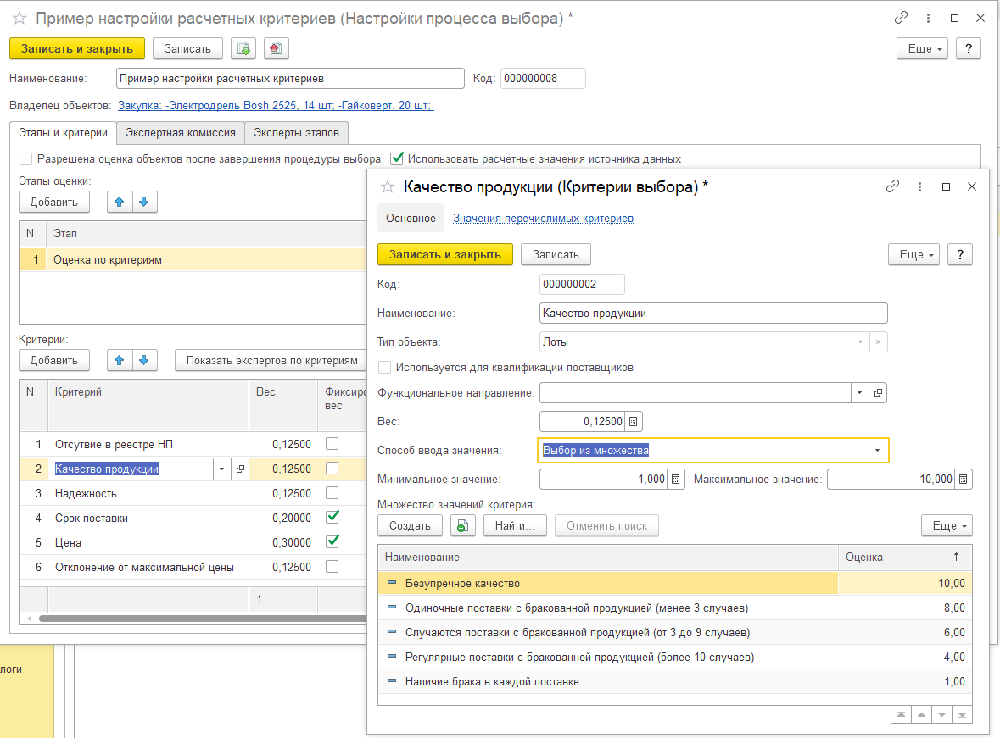 Пример настройки расчетных критериев (Настройки процесса выбора) *
Записать и закрыть Записать Еще ?
Наименование: Пример настройки расчетных критериев Код: 000000008
Владелец объектов: Закупка: -Электродрель Bosh 2525, 14 шт; -Гайковерт, 20 шт;
Этапы и критерии Экспертная комиссия Эксперты этапов
Разрешена оценка объектов после завершения процедуры выбора Использовать расчетные значения источника данных
Этапы оценки:
Добавить
N Этап
1 Оценка по критериям
Критерии:
Добавить Показать экспертов по критериям
N Критерий Вес Фиксиро
вес
1 Отсутвие в реестре НП 0,12500
2 Качество продукции 0,12500
3 Надежность 0,12500
4 Срок поставки 0,20000
5 Цена 0,30000
6 Отклонение от максимальной цены 0,12500
1
логи
Качество продукции (Критерии выбора) *
Основное Значения перечислимых критериев
Записать и закрыть Записать Еще ?
Код: 000000002
Наименование: Качество продукции
Тип объекта: Лоты
Используется для квалификации поставщиков
Функциональное направление:
Вес: 0,12500
Способ ввода значения: Выбор из множества
Минимальное значение: 1,000 Максимальное значение: 10,000
Множество значений критерия:
Создать Найти... Отменить поиск Еще
Наименование Оценка ↑
Безупречное качество 10,00
Одиночные поставки с бракованной продукцией (менее 3 случаев) 8,00
Случаются поставки с бракованной продукцией (от 3 до 9 случаев) 6,00
Регулярные поставки с бракованной продукцией (более 10 случаев) 4,00
Наличие брака в каждой поставке 1,00